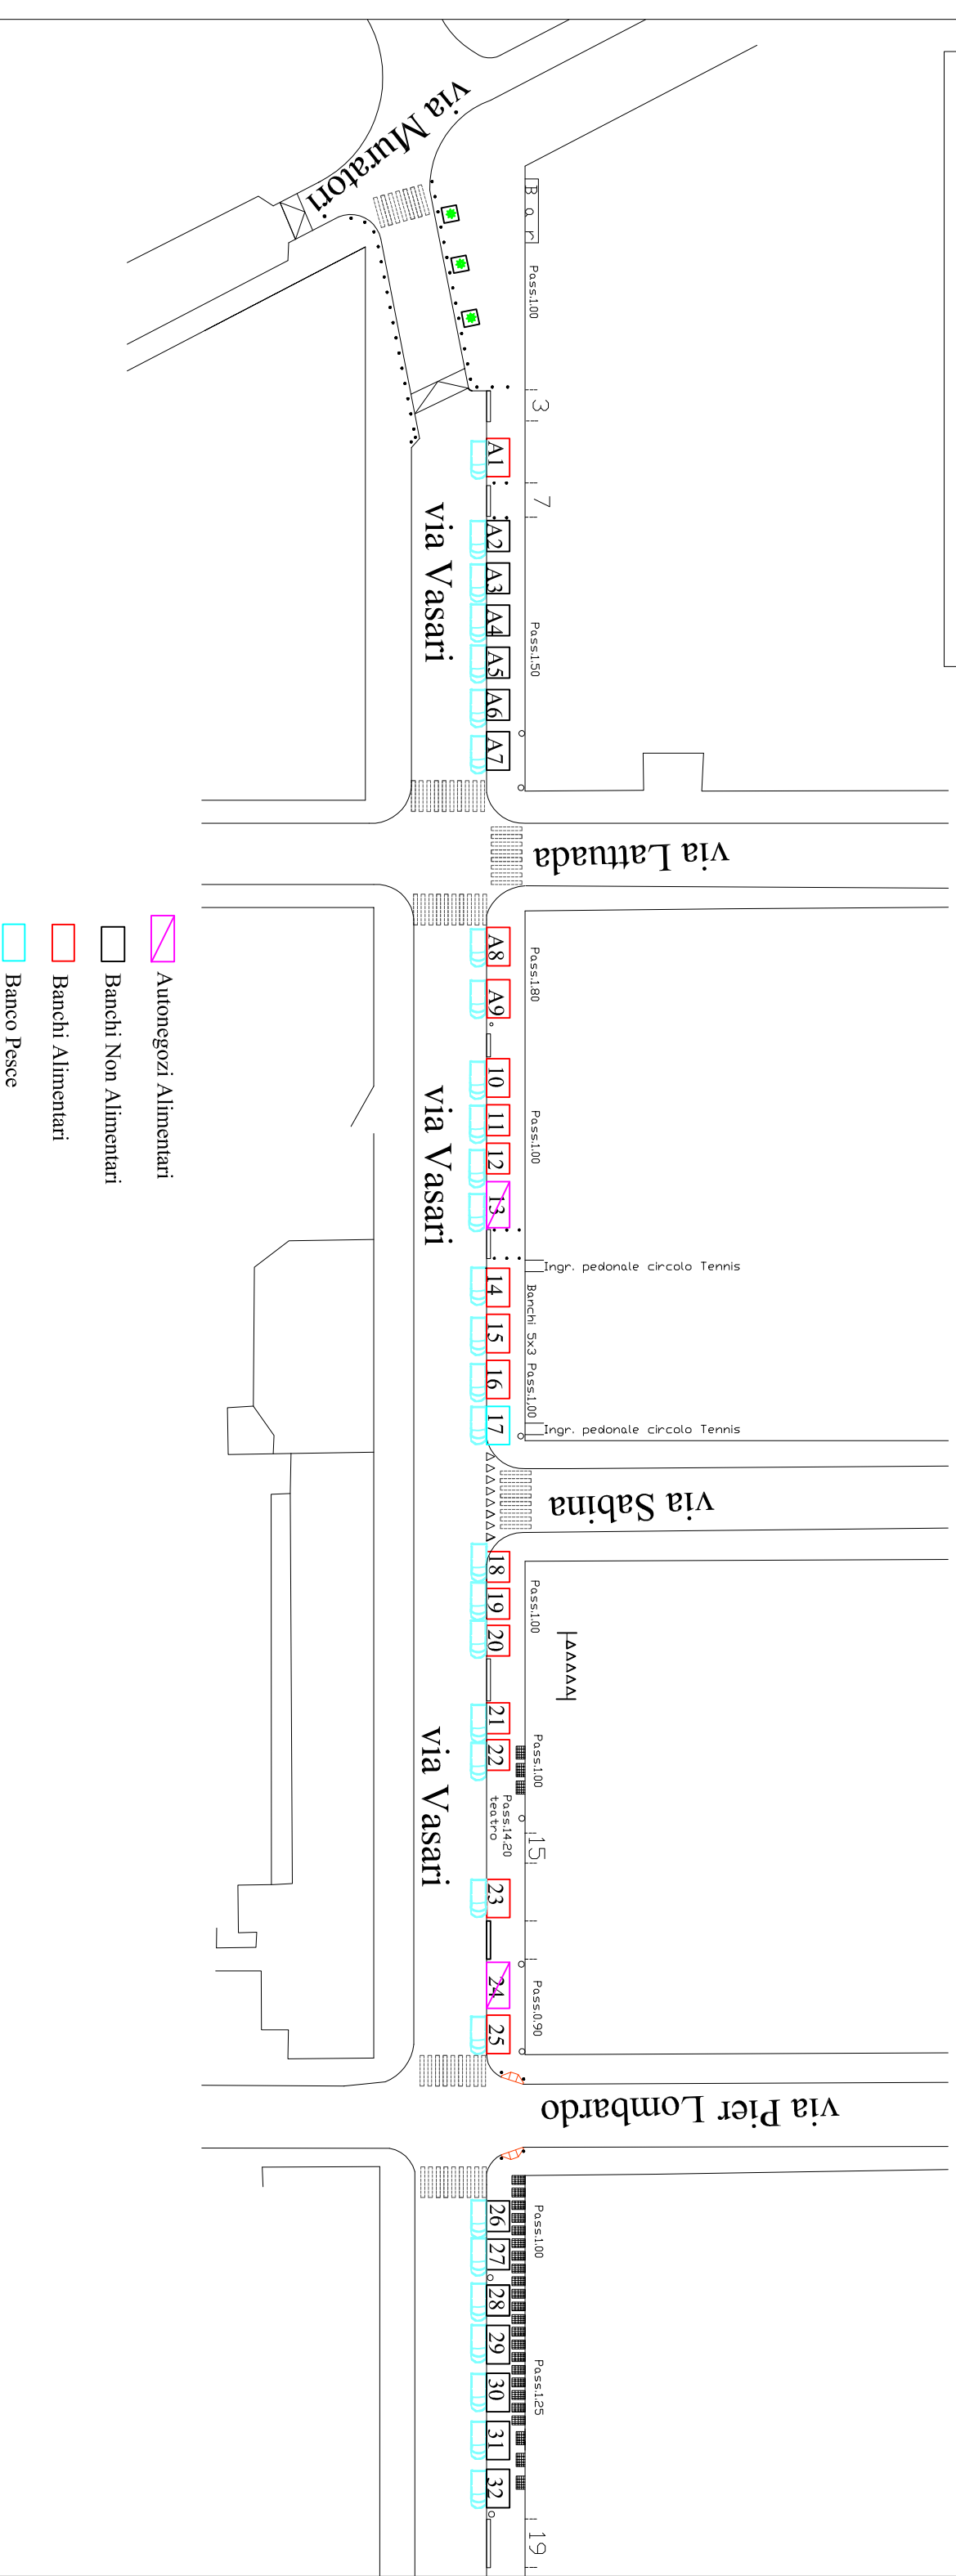 via Muratori
Bar
Pass.1.00
3
A1
7
via Vasari
A2
A3
A4
A5
A6
A7
Pass.1.50
via Lattuada
A8
A9
Pass.1.80
via Vasari
10
11
12
13
Pass.1.00
Ingr. pedonale circolo Tennis
14
15
16
17
Banchi 5x3 Pass.1,00
Ingr. pedonale circolo Tennis
via Sabina
18
19
20
Pass.1.00
21
22
Pass.1.00
via Vasari
Pass.14.20
teatro
15
23
24
25
Pass.0.90
via Pier Lombardo
26
27
28
29
30
31
32
Pass.1.00
Pass.1.25
19
Autonegozi Alimentari
Banchi Non Alimentari
Banchi Alimentari
Banco Pesce